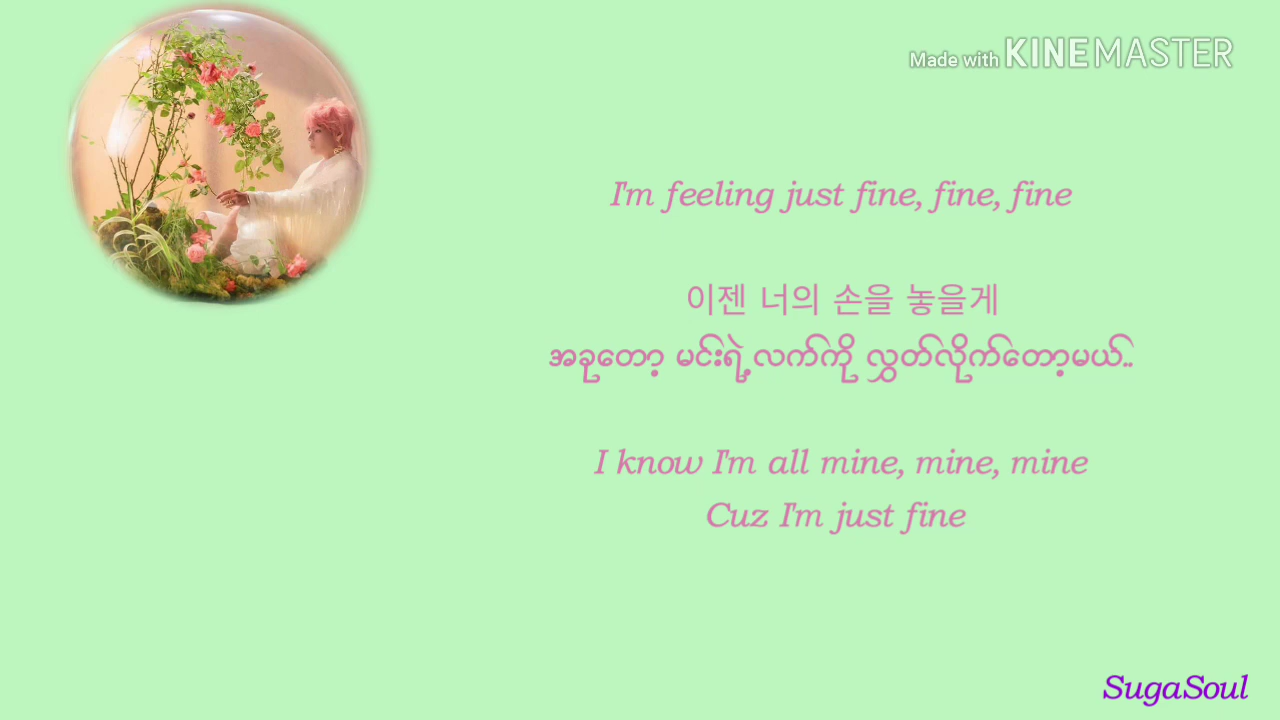 Made with KINEMASTER
I'm feeling just fine, fine, fine
이젠 너의 손을 놓을게
အခုတော့ မင်းရဲ့လက်ကို လွှတ်လိုက်တော့မယ်..
I know I'm all mine, mine, mine
Cuz I'm just fine
SugaSoul